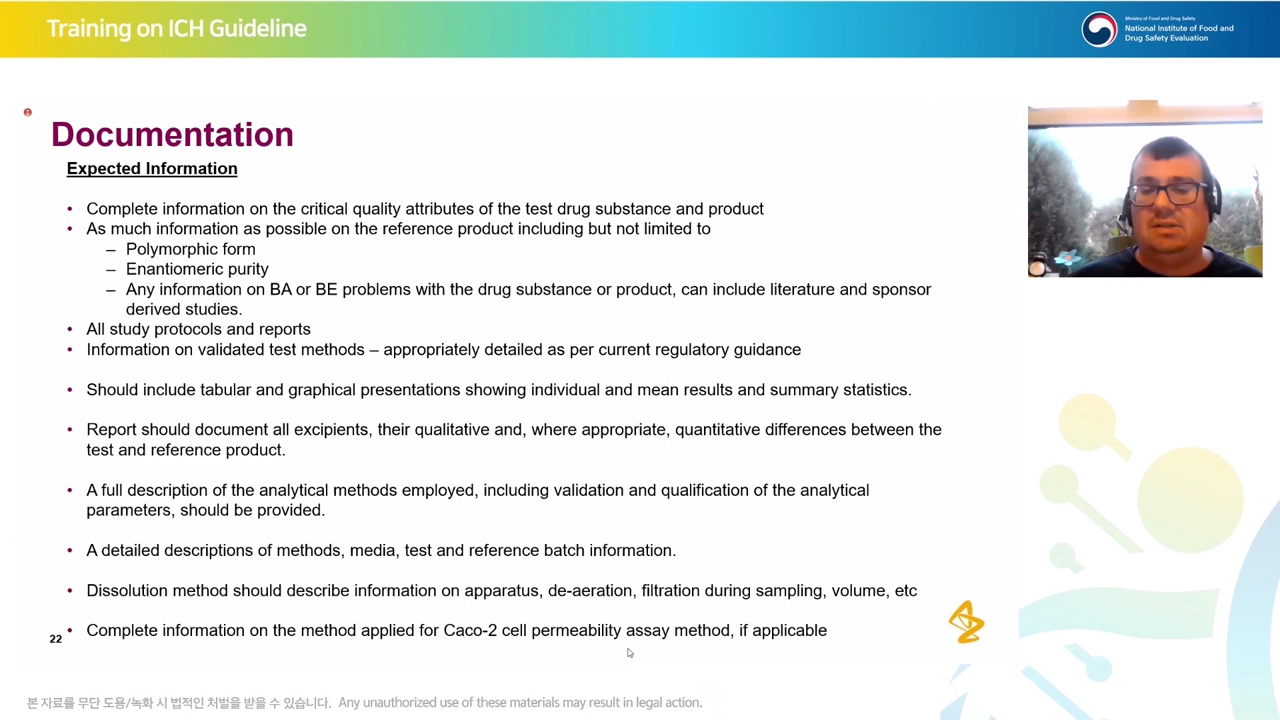 Training on ICH Guideline
Ministry of Food and Drug Safety
National Institute of Food and
Drug Safety Evaluation
Documentation
Expected Information
• Complete information on the critical quality attributes of the test drug substance and product
• As much information as possible on the reference product including but not limited to
– Polymorphic form
– Enantiomeric purity
– Any information on BA or BE problems with the drug substance or product, can include literature and sponsor
derived studies.
• All study protocols and reports
• Information on validated test methods – appropriately detailed as per current regulatory guidance
• Should include tabular and graphical presentations showing individual and mean results and summary statistics.
• Report should document all excipients, their qualitative and, where appropriate, quantitative differences between the
test and reference product.
• A full description of the analytical methods employed, including validation and qualification of the analytical
parameters, should be provided.
• A detailed descriptions of methods, media, test and reference batch information.
• Dissolution method should describe information on apparatus, de-aeration, filtration during sampling, volume, etc
• Complete information on the method applied for Caco-2 cell permeability assay method, if applicable
22
본 자료를 무단 도용/녹화 시 법적인 처벌을 받을 수 있습니다. Any unauthorized use of these materials may result in legal action.